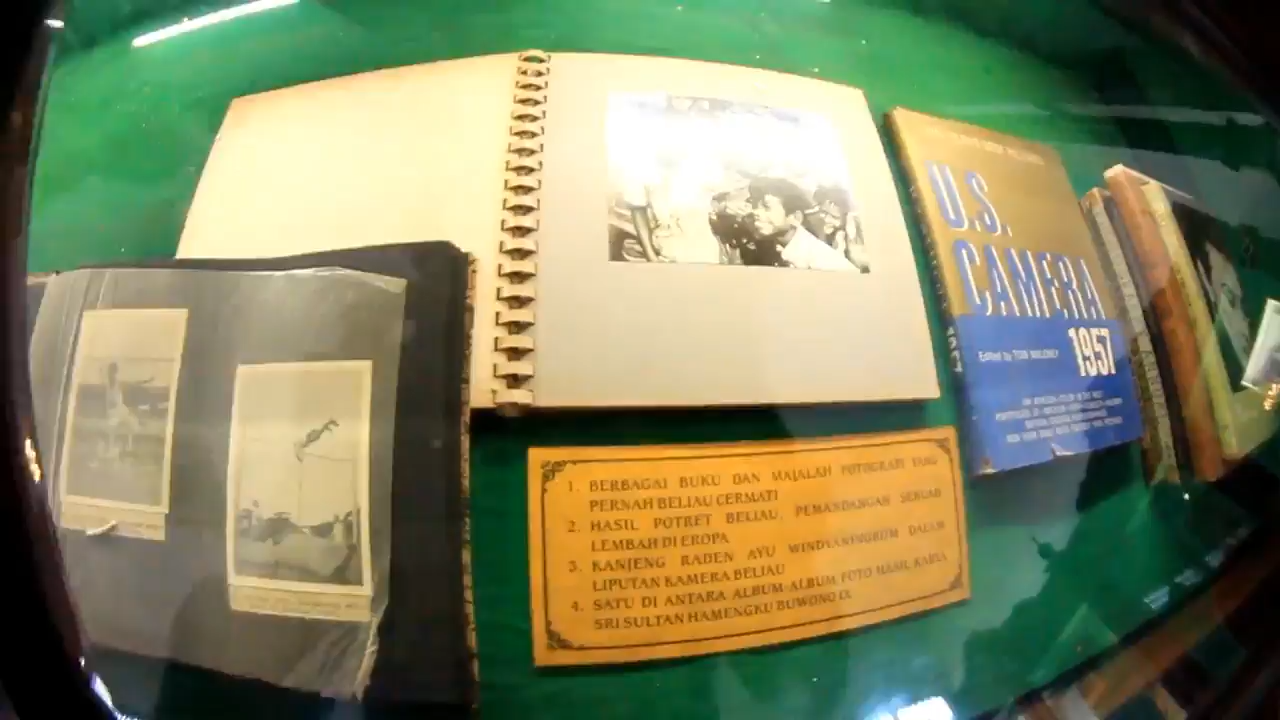 U.S.
CAMERA
1957
Edited by TOM MALONEY
1. BERBAGAI BUKU DAN MAJALAH FOTOGRAFI YANG
PERNAH BELIAU CERMATI
2. HASIL POTRET BELIAU, PEMANDANGAN SEBUAH
LEMBAH DI EROPA
3. KANJENG RADEN AYU WINDYANINGRUM DALAM
LIPUTAN KAMERA BELIAU
4. SATU DI ANTARA ALBUM-ALBUM FOTO HASIL KARYA
SRI SULTAN HAMENGKU BUWONO IX